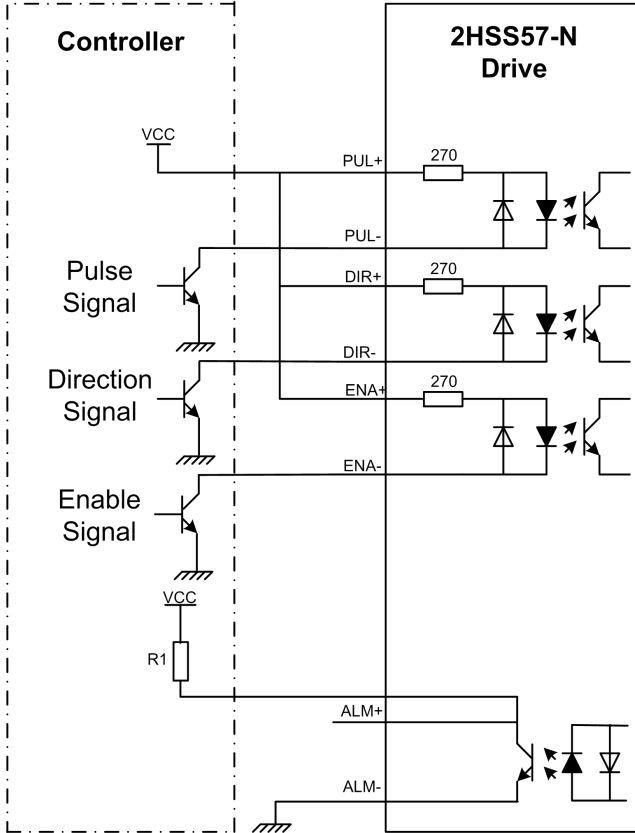 Controller
2HSS57-N
Drive
VCC
PUL+
270
PUL-
Pulse
Signal
DIR+
270
DIR-
Direction
Signal
ENA+
270
ENA-
Enable
Signal
VCC
R1
ALM+
ALM-